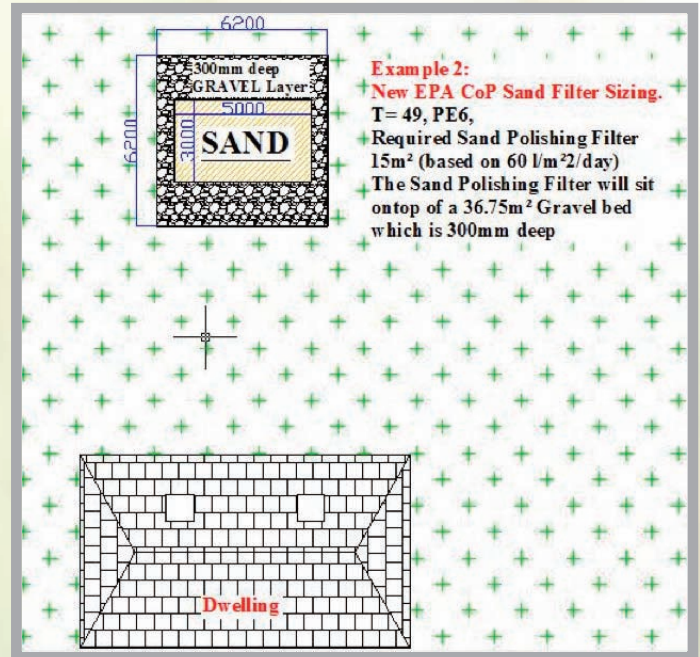 6200
300mm deep
GRAVEL Layer
5000
6200
3000
SAND
Example 2:
New EPA CoP Sand Filter Sizing.
T= 49, PE6,
Required Sand Polishing Filter
15m² (based on 60 l/m²2/day)
The Sand Polishing Filter will sit
ontop of a 36.75m² Gravel bed
which is 300mm deep
Dwelling